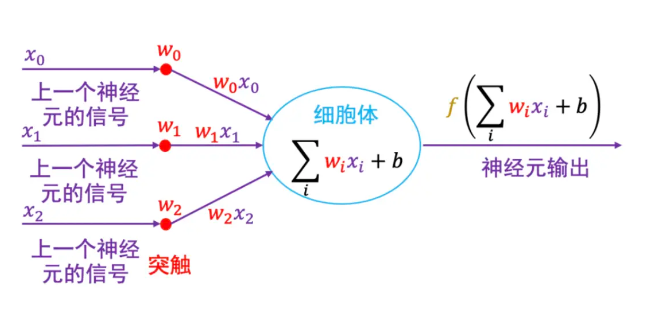 x₀
w₀
上一个神经
元的信号
w₀x₀
x₁
w₁
w₁x₁
上一个神经
元的信号
x₂
w₂
w₂x₂
上一个神经
元的信号
突触
细胞体
∑ᵢ wᵢxᵢ + b
f(∑ᵢ wᵢxᵢ + b)
神经元输出